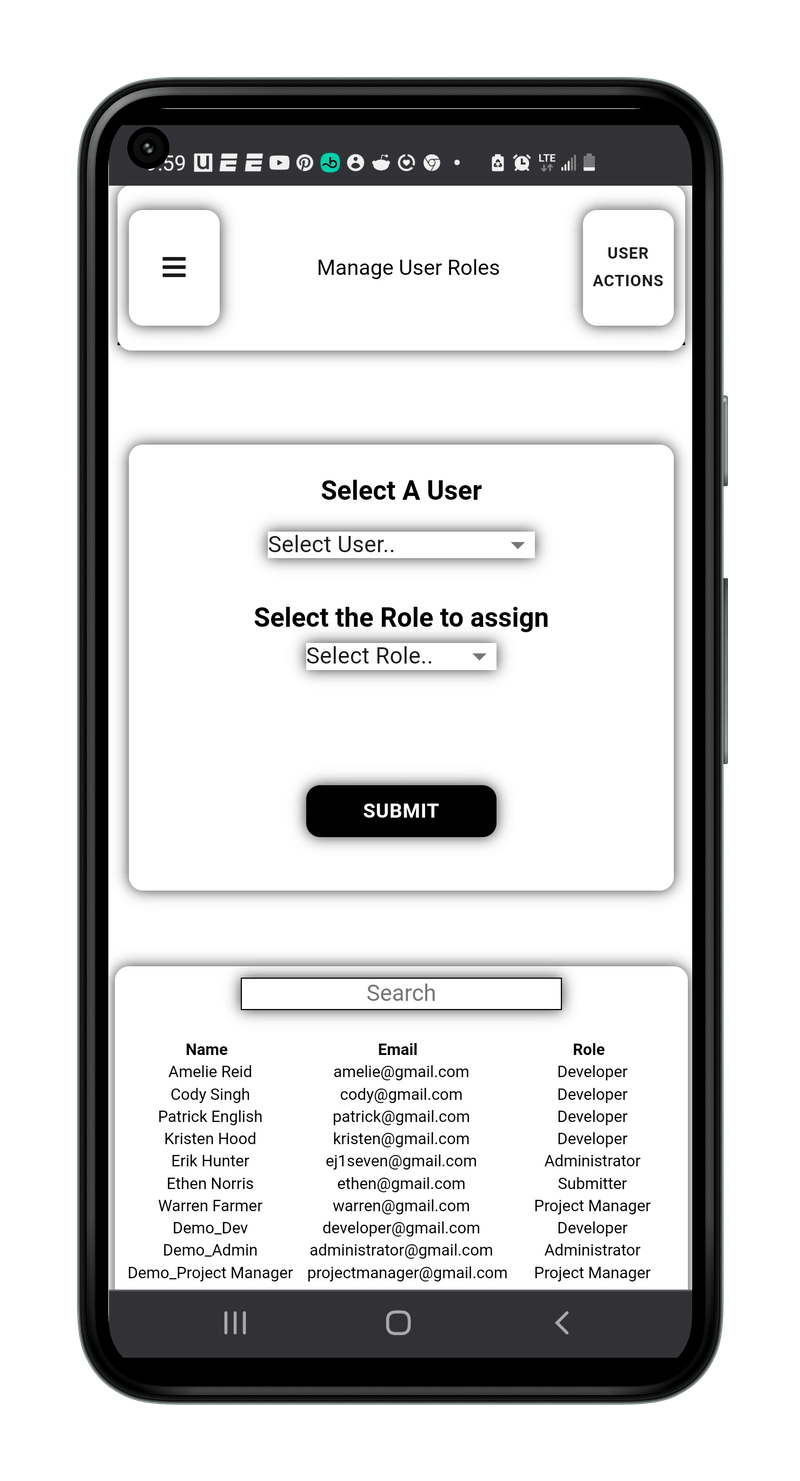 :59
LTE
Manage User Roles
USER
ACTIONS
Select A User
Select User..
Select the Role to assign
Select Role..
SUBMIT
Search
Name Email Role
Amelie Reid amelie@gmail.com Developer
Cody Singh cody@gmail.com Developer
Patrick English patrick@gmail.com Developer
Kristen Hood kristen@gmail.com Developer
Erik Hunter ej1seven@gmail.com Administrator
Ethen Norris ethen@gmail.com Submitter
Warren Farmer warren@gmail.com Project Manager
Demo_Dev developer@gmail.com Developer
Demo_Admin administrator@gmail.com Administrator
Demo_Project Manager projectmanager@gmail.com Project Manager